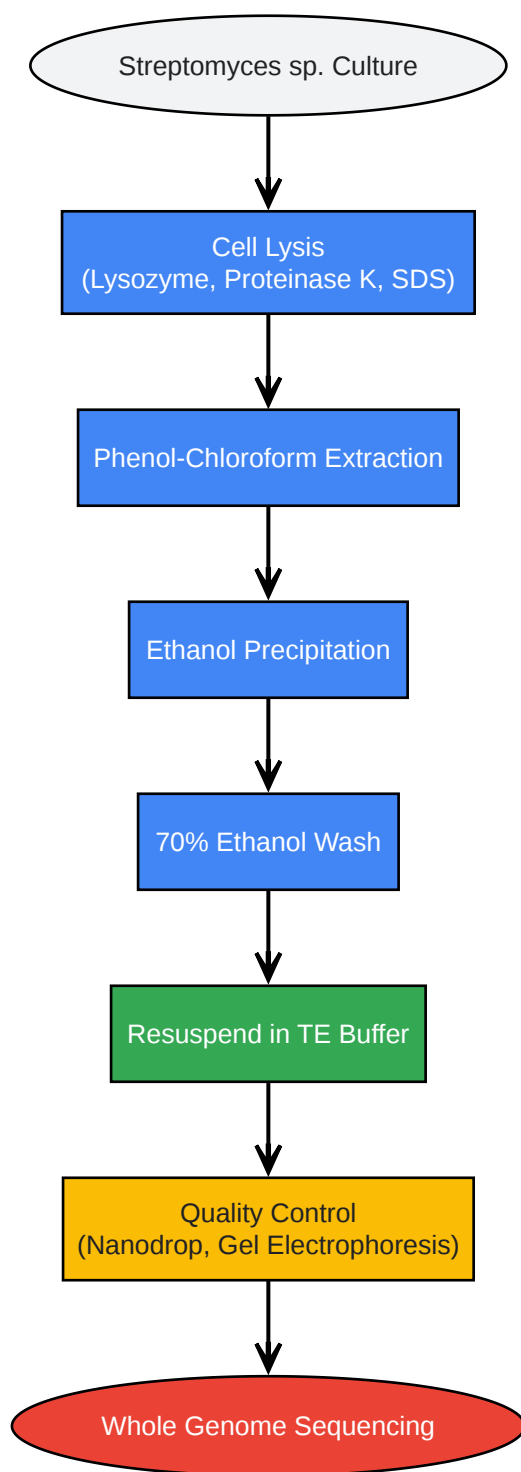 Streptomyces sp. Culture
Cell Lysis
(Lysozyme, Proteinase K, SDS)
Phenol-Chloroform Extraction
Ethanol Precipitation
70% Ethanol Wash
Resuspend in TE Buffer
Quality Control
(Nanodrop, Gel Electrophoresis)
Whole Genome Sequencing